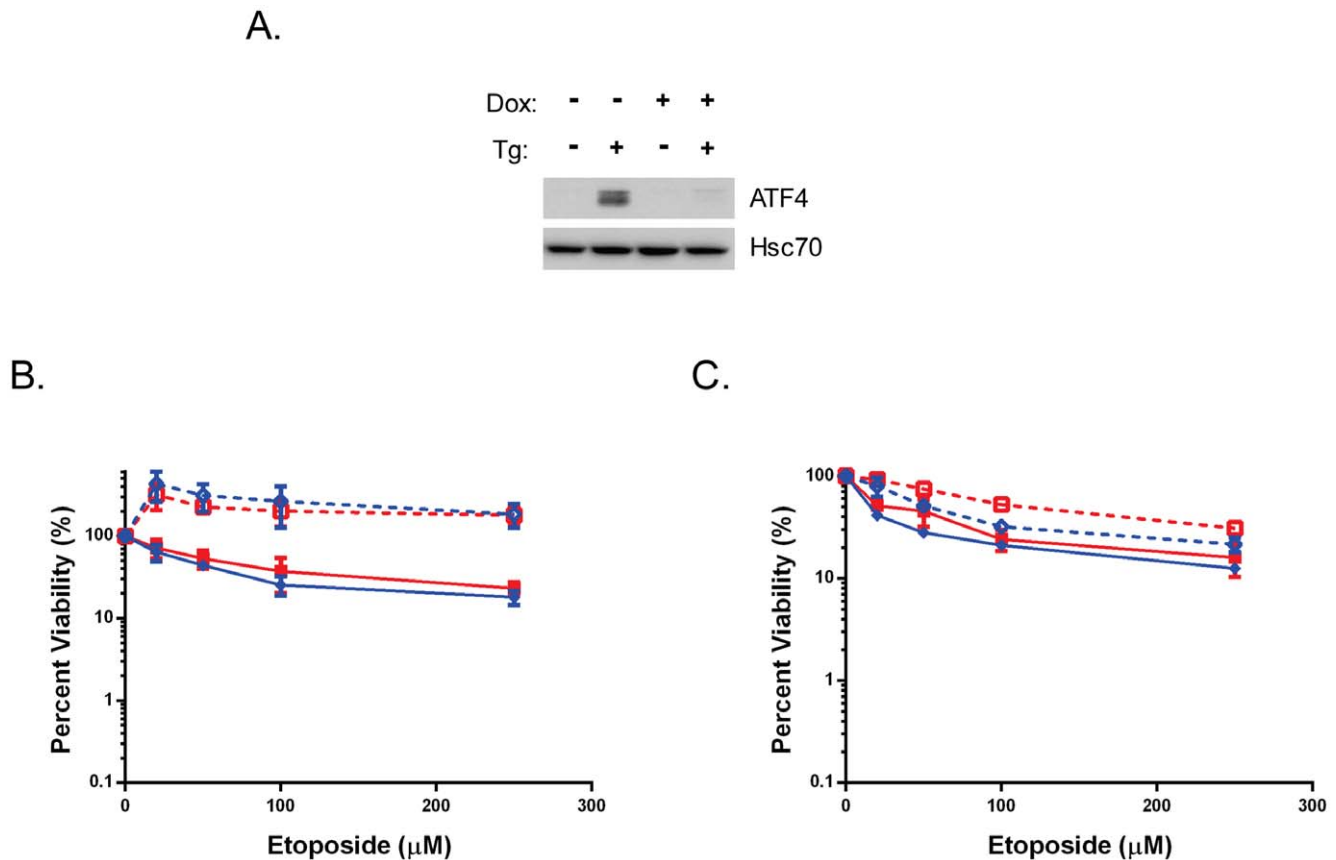 A.
Dox: - - + +
Tg: - + - +
ATF4
Hsc70
B.
Percent Viability (%)
100
10
1
0.1
0 100 200 300
Etoposide (μM)
C.
Percent Viability (%)
100
10
1
0.1
0 100 200 300
Etoposide (μM)